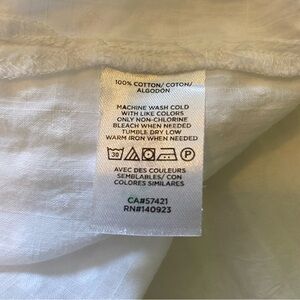 100% COTTON/ COTON/
ALGODÓN
MACHINE WASH COLD
WITH LIKE COLORS
ONLY NON-CHLORINE
BLEACH WHEN NEEDED
TUMBLE DRY LOW
WARM IRON WHEN NEEDED
30
P
AVEC DES COULEURS
SEMBLABLES/ CON
COLORES SIMILARES
CA#57421
RN#140923